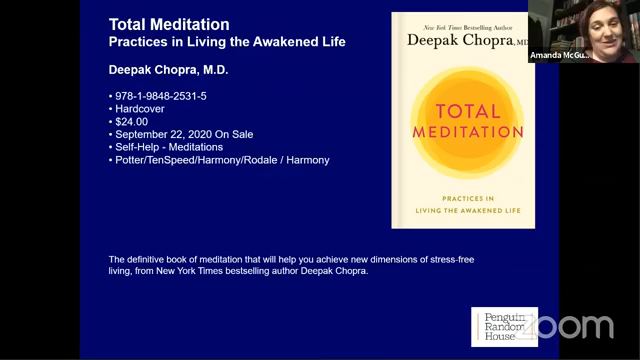 Total Meditation
Practices in Living the Awakened Life
Deepak Chopra, M.D.
• 978-1-9848-2531-5
• Hardcover
• $24.00
• September 22, 2020 On Sale
• Self-Help - Meditations
• Potter/TenSpeed/Harmony/Rodale / Harmony
New York Times Bestselling Author
Deepak Chopra, M.D.
TOTAL
MEDITATION
PRACTICES IN
LIVING THE AWAKENED LIFE
Amanda McGu...
The definitive book of meditation that will help you achieve new dimensions of stress-free
living, from New York Times bestselling author Deepak Chopra.
Penguin
Random
House
zoom